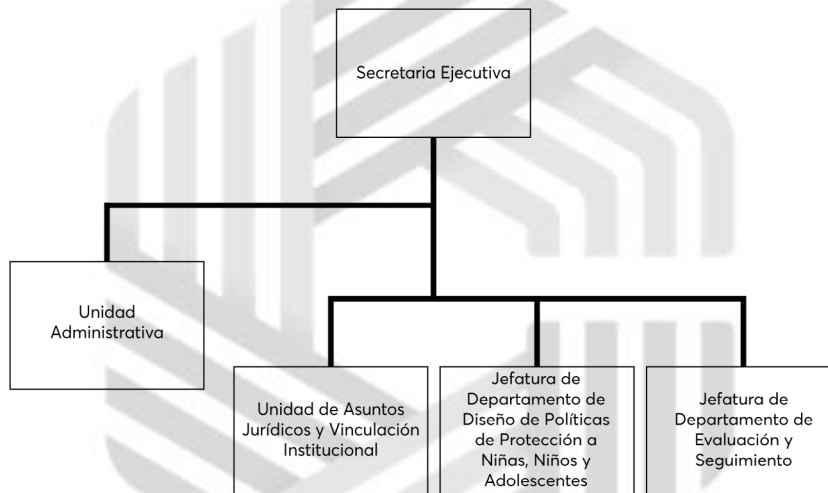 Secretaria Ejecutiva
Unidad
Administrativa
Unidad de Asuntos
Jurídicos y Vinculación
Institucional
Jefatura de
Departamento de
Diseño de Políticas
de Protección a
Niñas, Niños y
Adolescentes
Jefatura de
Departamento de
Evaluación y
Seguimiento